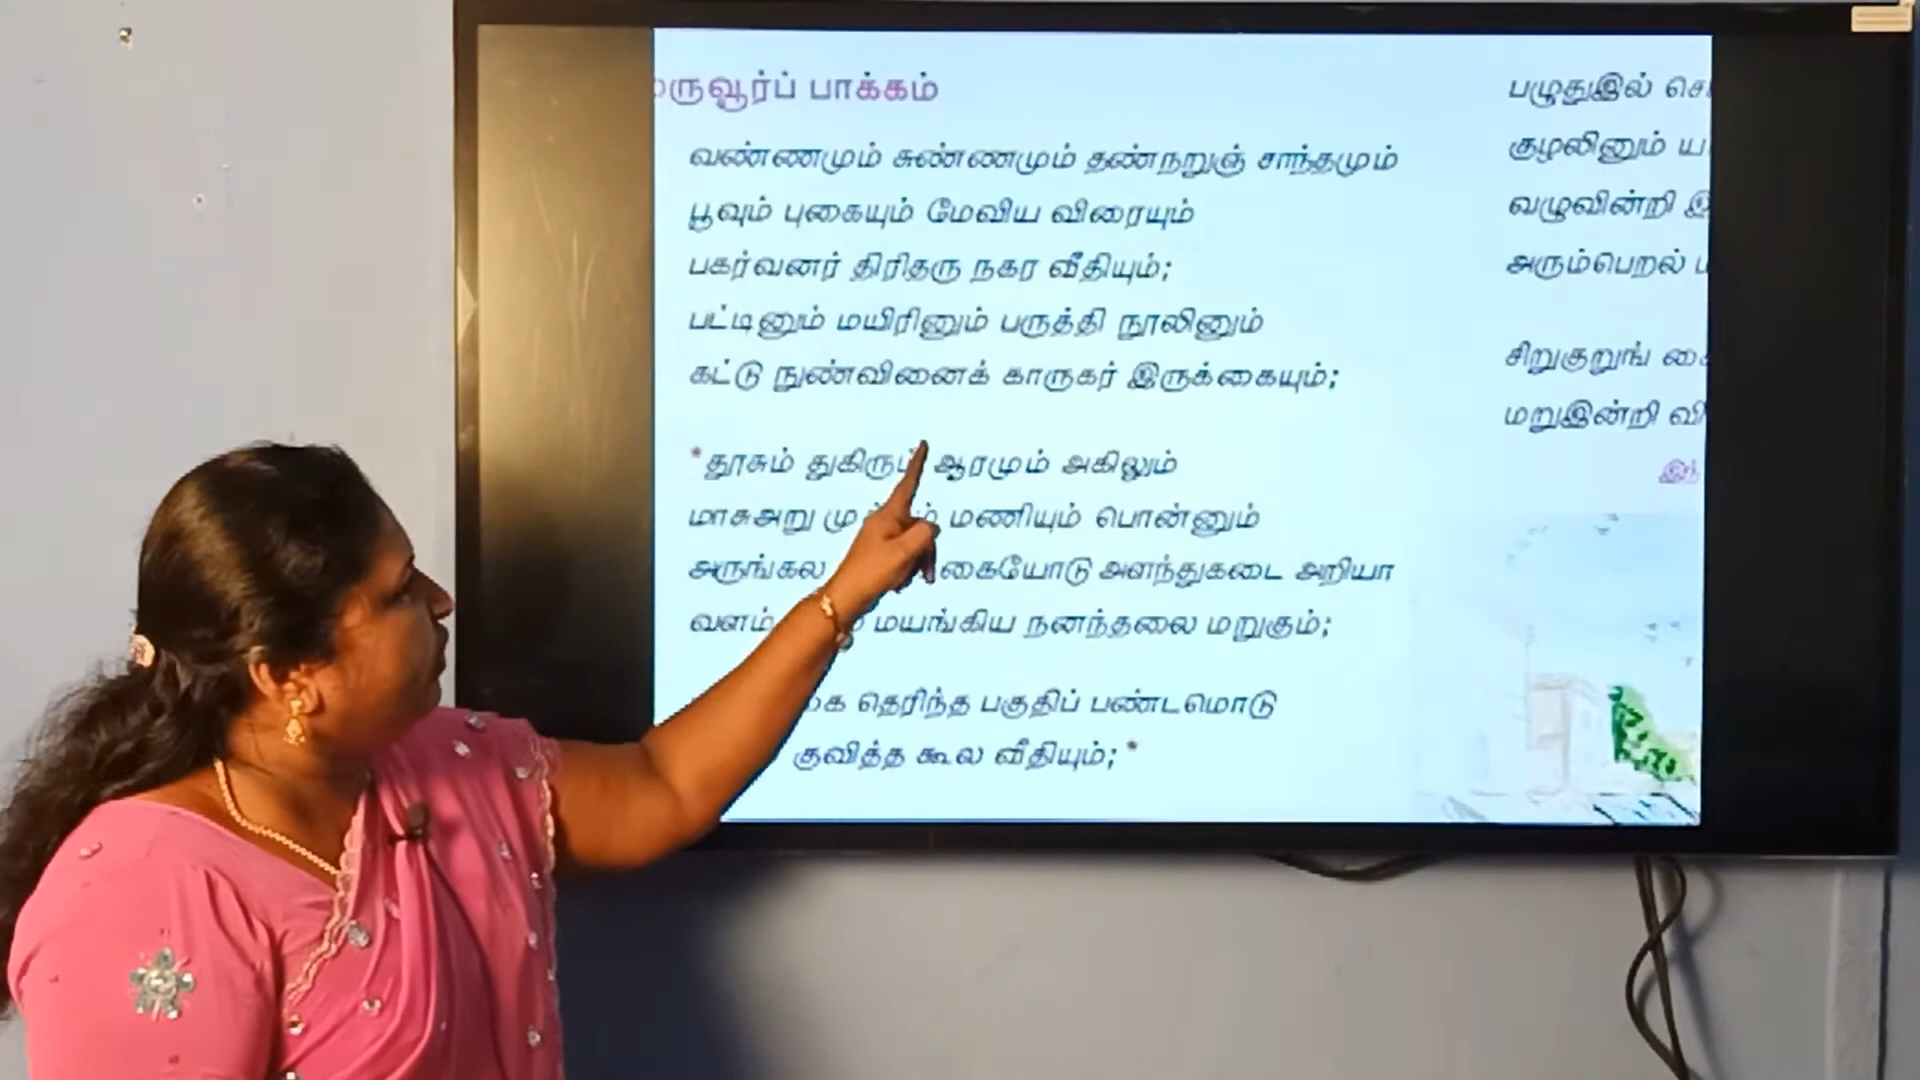 மருவூர்ப் பாக்கம்
வண்ணமும் சுண்ணமும் தண்நறுஞ் சாந்தமும்
பூவும் புகையும் மேவிய விரையும்
பகர்வனர் திரிதரு நகர வீதியும்;
பட்டினும் மயிரினும் பருத்தி நூலினும்
கட்டு நுண்வினைக் காருகர் இருக்கையும்;
*தூசும் துகிரும் ஆரமும் அகிலும்
மாசுஅறு மணியும் பொன்னும்
அருங்கல அளந்துகடை அறியா
வளம் மயங்கிய நனந்தலை மறுகும்;
தெரிந்த பகுதிப் பண்டமொடு
குவித்த கூல வீதியும்;*
பழுதுஇல்
குழலினும்
வழுவின்றி
அரும்பெறல்
சிறுகுறுங்
மறுஇன்றி